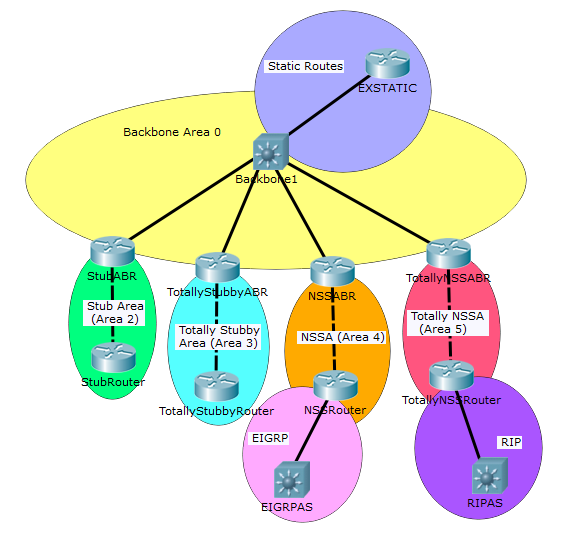 Static Routes
EXSTATIC
Backbone Area 0
Backbone1
StubABR
TotallyStubbyABR
NSSABR
TotallyNSSABR
Stub Area
(Area 2)
Totally Stubby
Area (Area 3)
NSSA (Area 4)
Totally NSSA
(Area 5)
StubRouter
TotallyStubbyRouter
NSSRouter
TotallyNSSRouter
EIGRP
RIP
EIGRPAS
RIPAS